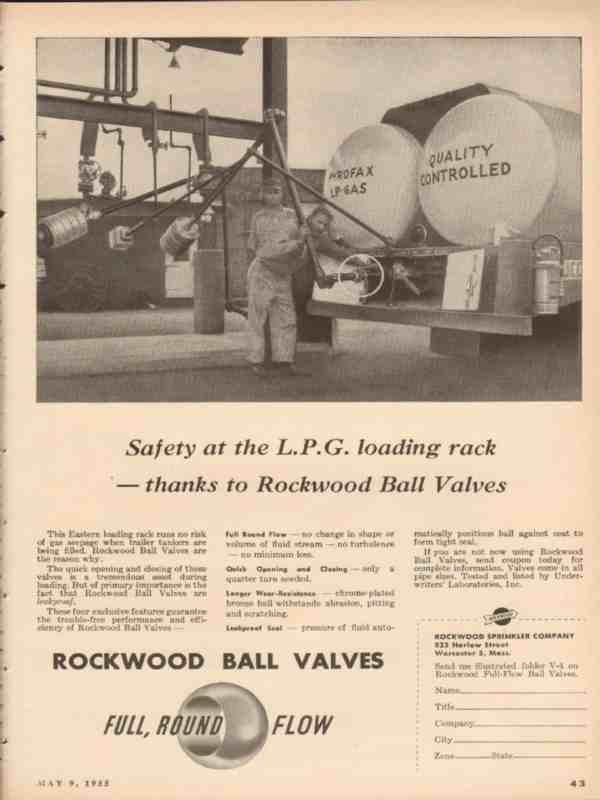 PROFAX
LP-GAS
QUALITY
CONTROLLED
Safety at the L.P.G. loading rack
— thanks to Rockwood Ball Valves
This Eastern loading rack runs no risk
of gas seepage when trailer tankers are
being filled. Rockwood Ball Valves are
the reason why.
The quick opening and closing of these
valves is a tremendous asset during
loading. But of primary importance is the
fact that Rockwood Ball Valves are
leakproof.
These four exclusive features guarantee
the trouble-free performance and effi-
ciency of Rockwood Ball Valves —
Full Round Flow — no change in shape or
volume of fluid stream — no turbulence
— no minimum loss.
Quick Opening and Closing — only a
quarter turn needed.
Longer Wear-Resistance — chrome-plated
bronze ball withstands abrasion, pitting
and scratching.
Leakproof Seal — pressure of fluid auto-
matically positions ball against seat to
form tight seal.
If you are not now using Rockwood
Ball Valves, send coupon today for
complete information. Valves come in all
pipe sizes. Tested and listed by Under-
writers' Laboratories, Inc.
ROCKWOOD BALL VALVES
FULL, ROUND FLOW
ROCKWOOD SPRINKLER COMPANY
523 Harlow Street
Worcester 5, Mass.
Send me illustrated folder V-4 on
Rockwood Full-Flow Ball Valves.
Name
Title
Company
City
Zone State
MAY 9, 1955
43